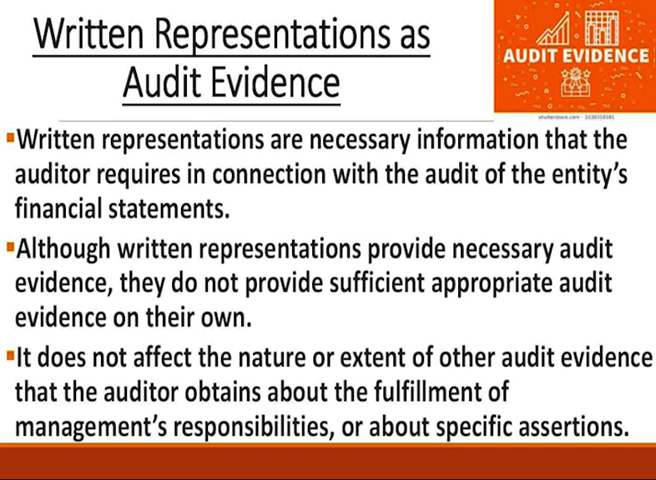 Written Representations as
Audit Evidence
AUDIT EVIDENCE
shutterstock.com · 1038318181
▪Written representations are necessary information that the
auditor requires in connection with the audit of the entity’s
financial statements.
▪Although written representations provide necessary audit
evidence, they do not provide sufficient appropriate audit
evidence on their own.
▪It does not affect the nature or extent of other audit evidence
that the auditor obtains about the fulfillment of
management’s responsibilities, or about specific assertions.